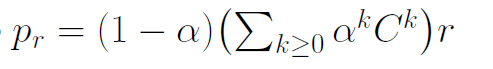 p_r = (1 − α)(∑_{k≥0} α^k C^k) r